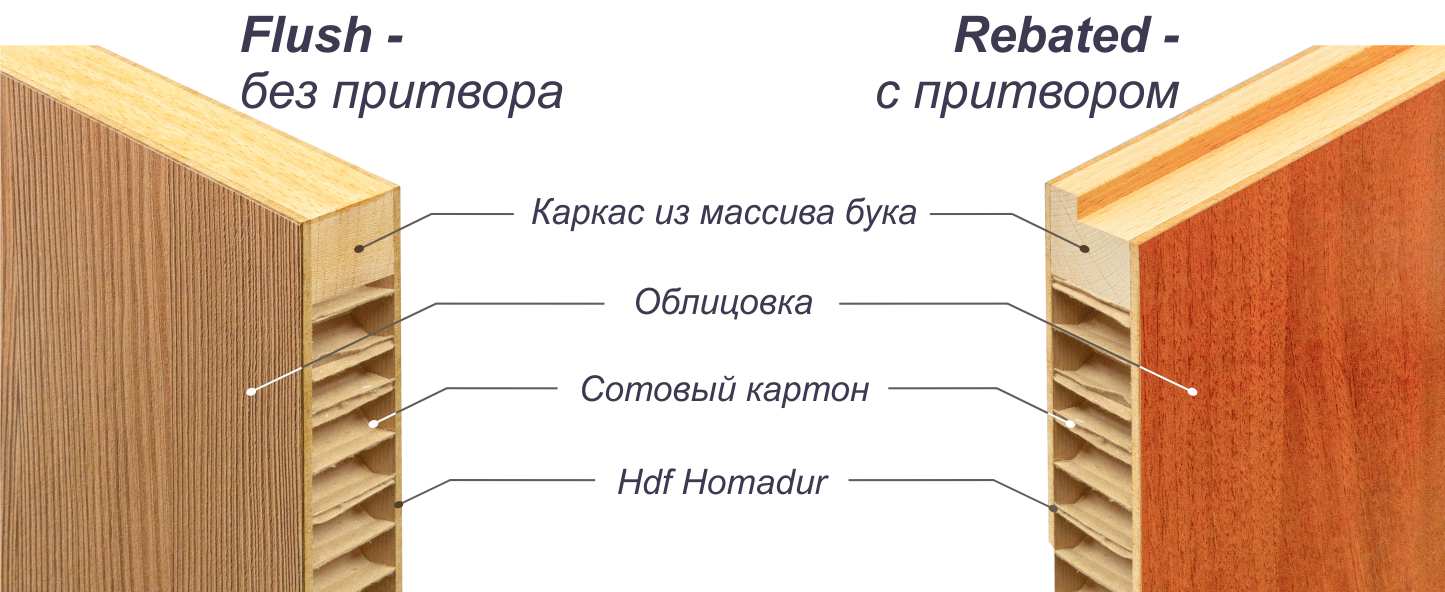 Flush -
без притвора
Rebated -
с притвором
Каркас из массива бука
Облицовка
Сотовый картон
Hdf Homadur